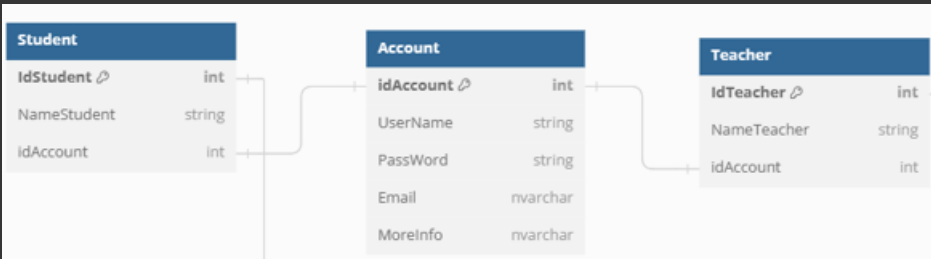 Student
IdStudent int
NameStudent string
idAccount int
Account
idAccount int
UserName string
PassWord string
Email nvarchar
MoreInfo nvarchar
Teacher
IdTeacher int
NameTeacher string
idAccount int